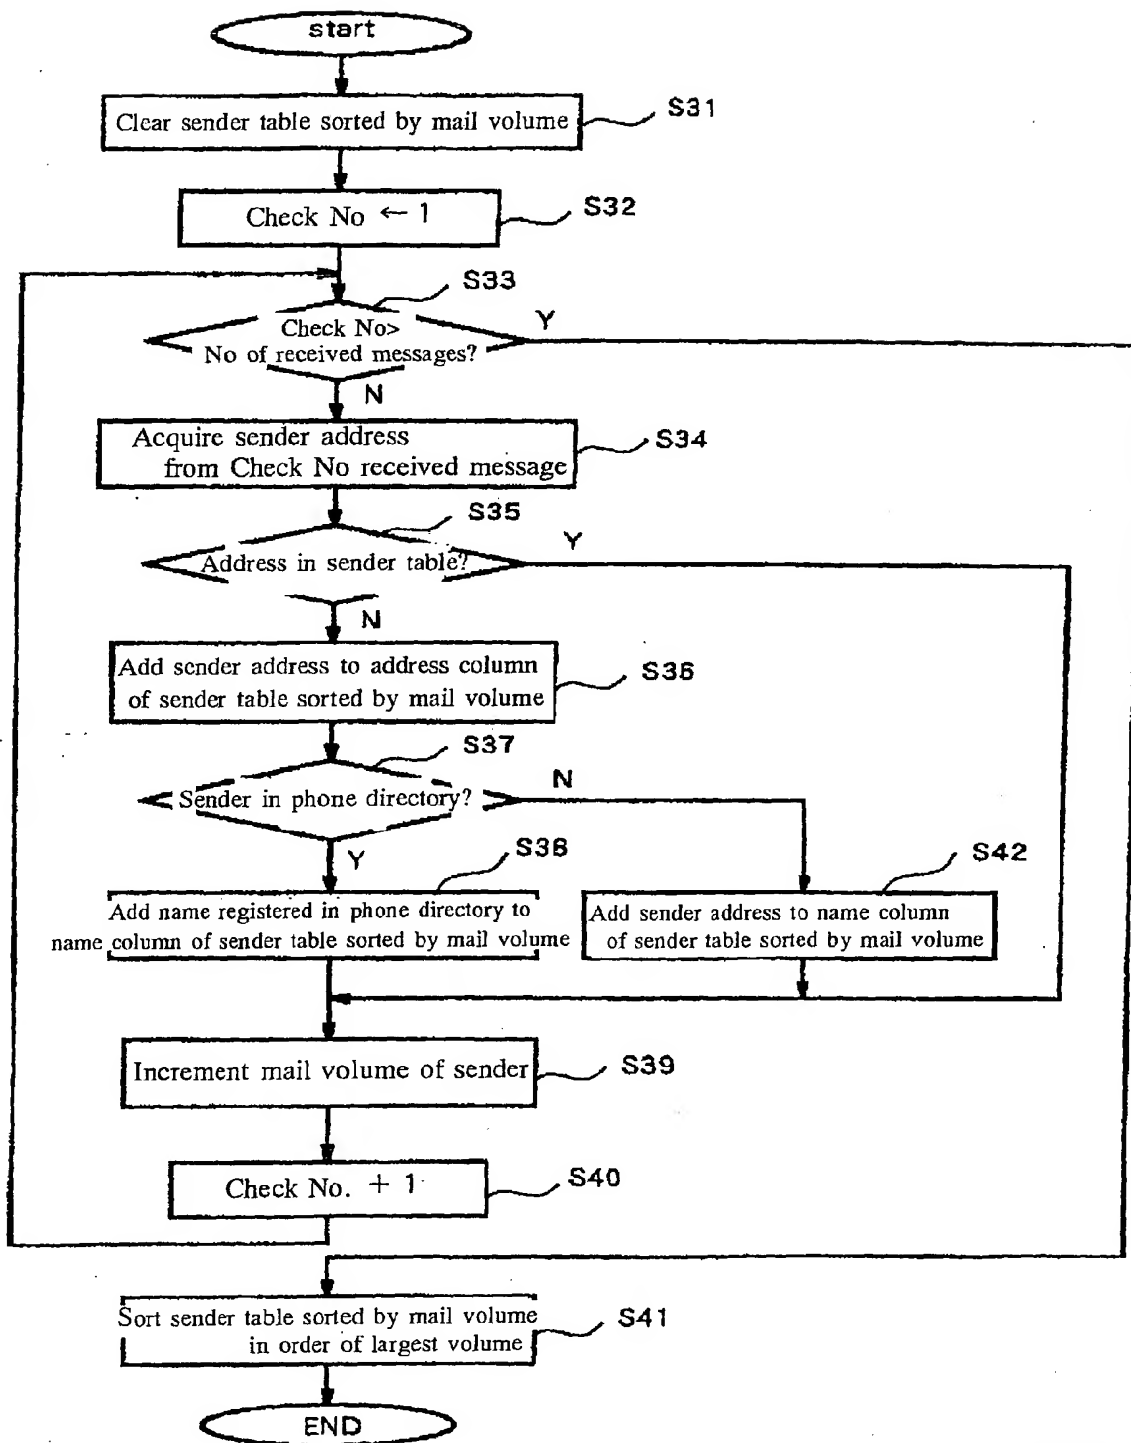 start
Clear sender table sorted by mail volume
S31
Check No ← 1
S32
S33
Check No>
No of received messages?
Y
N
Acquire sender address
from Check No received message
S34
S35
Address in sender table?
Y
N
Add sender address to address column
of sender table sorted by mail volume
S36
S37
Sender in phone directory?
N
Y
S38
Add name registered in phone directory to
name column of sender table sorted by mail volume
S42
Add sender address to name column
of sender table sorted by mail volume
Increment mail volume of sender
S39
Check No. + 1
S40
Sort sender table sorted by mail volume
in order of largest volume
S41
END